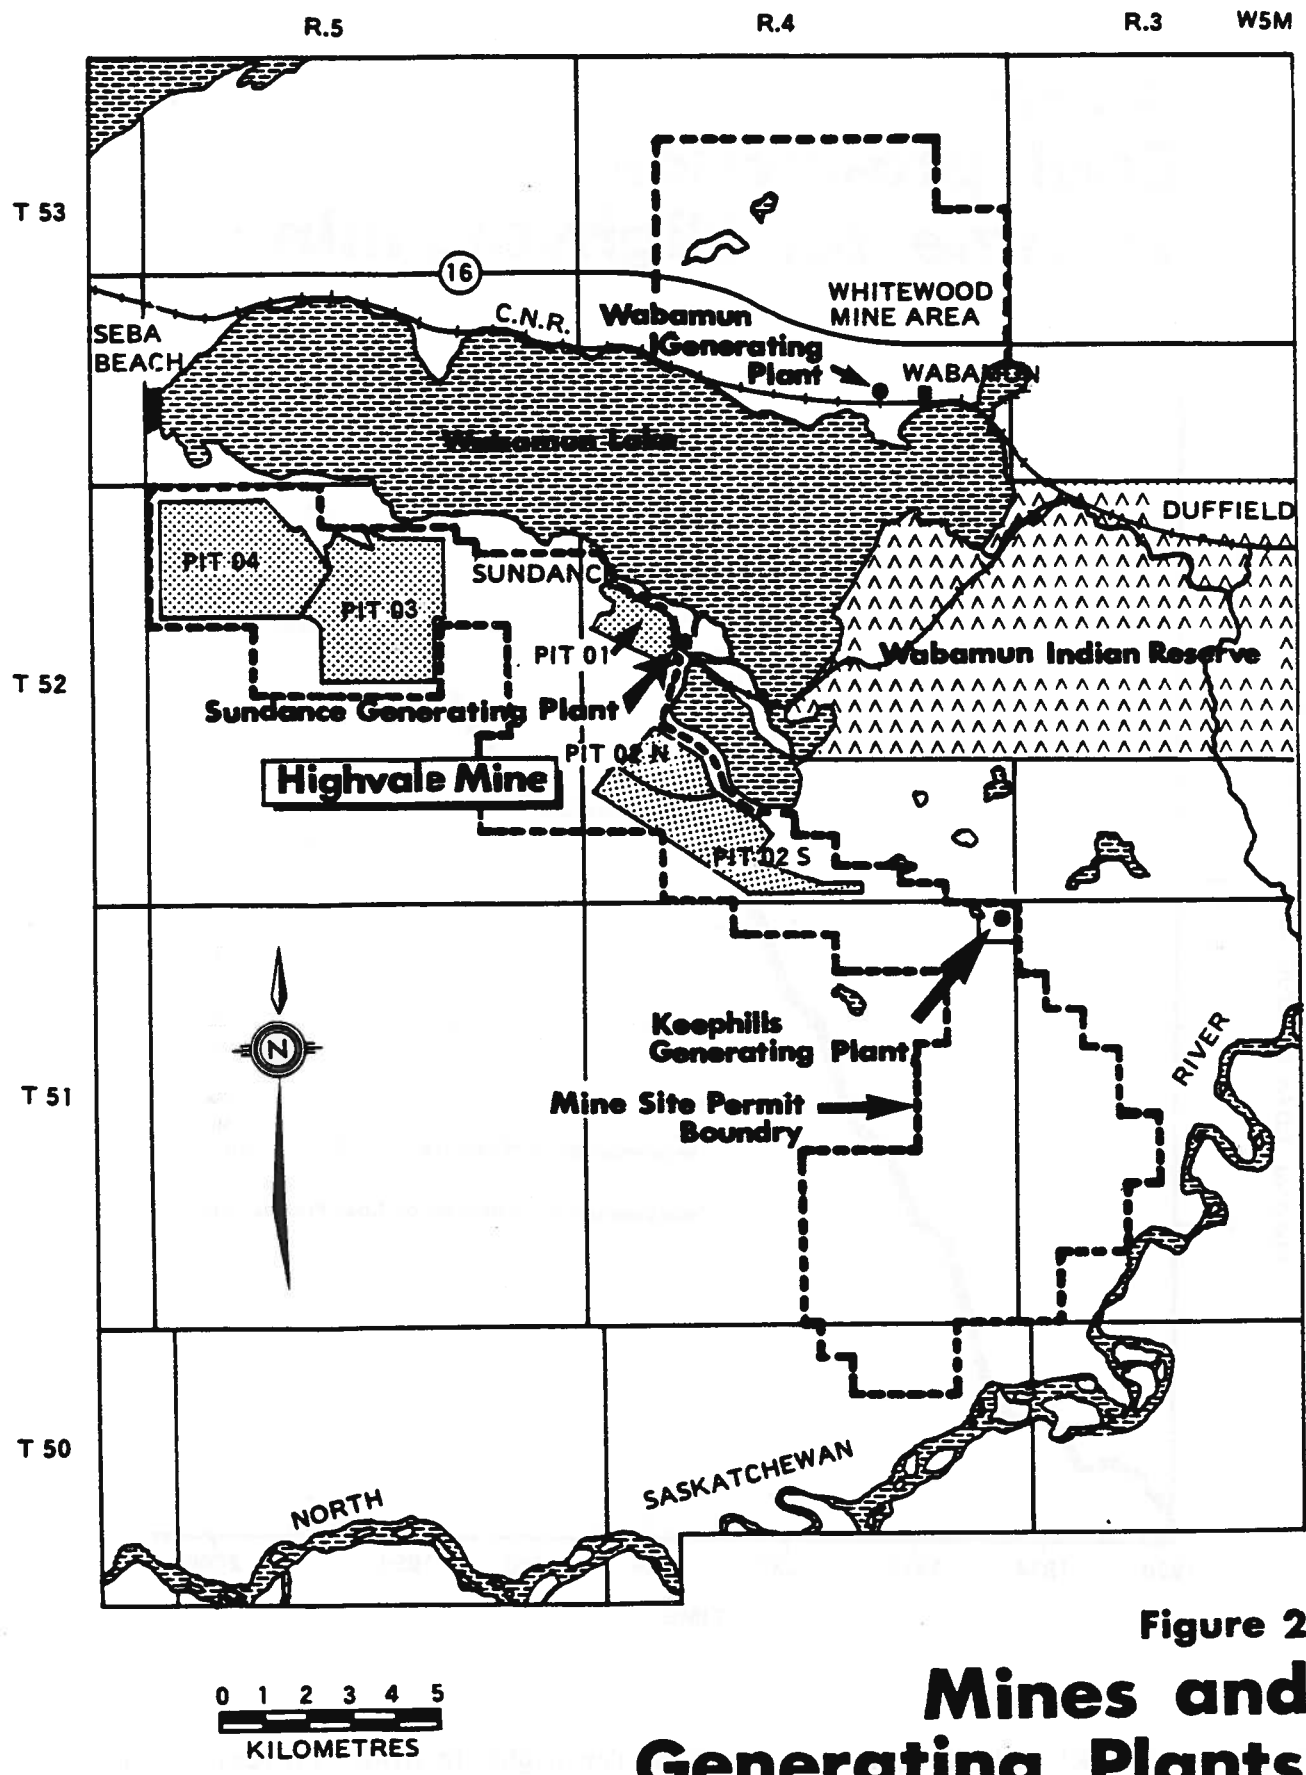 R.5
R.4
R.3
W5M
T 53
16
WHITEWOOD
MINE AREA
C.N.R.
Wabamun
Generating
Plant
SEBA
BEACH
WABAMUN
Wabamun Lake
DUFFIELD
PIT 04
SUNDANCE
PIT 03
PIT 01
Wabamun Indian Reserve
T 52
Sundance Generating Plant
PIT 02 N
Highvale Mine
PIT 02 S
N
Keephills
Generating Plant
RIVER
T 51
Mine Site Permit
Boundry
T 50
SASKATCHEWAN
NORTH
Figure 2
Mines and
Generating Plants
0 1 2 3 4 5
KILOMETRES